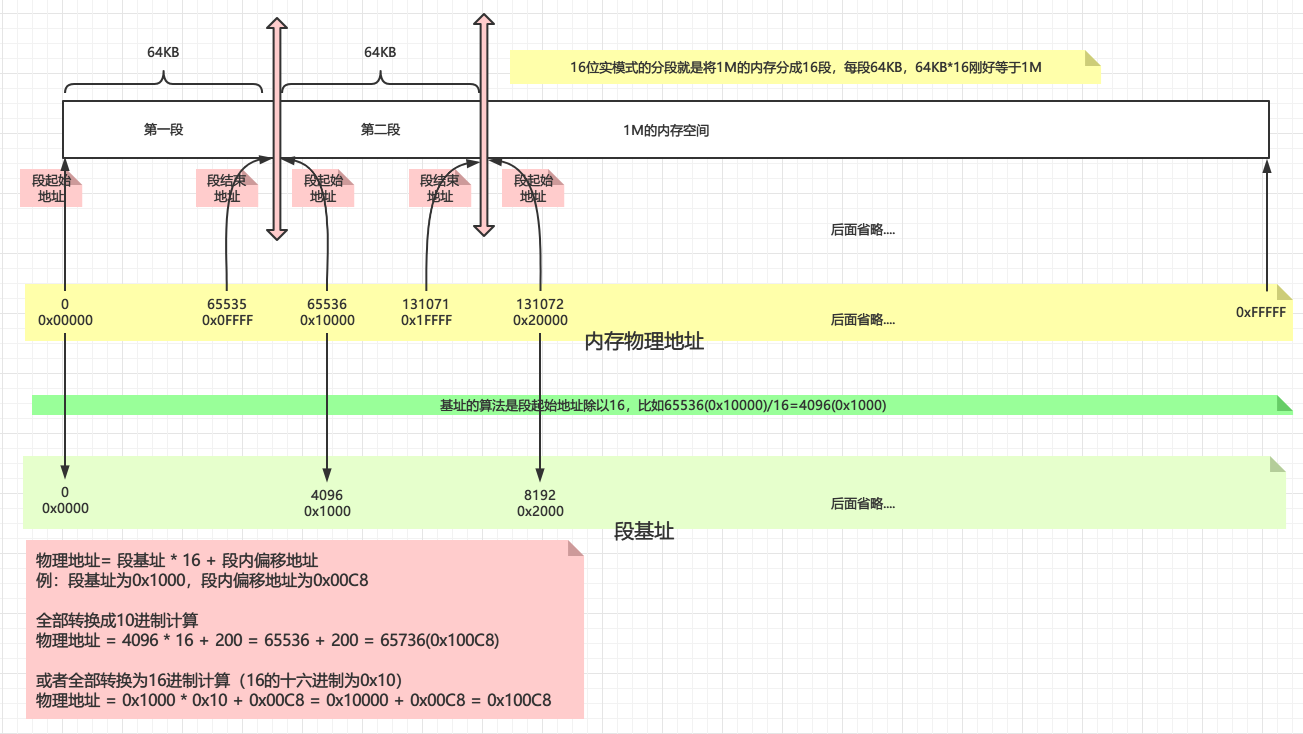 64KB
64KB
16位实模式的分段就是将1M的内存分成16段，每段64KB，64KB*16刚好等于1M
第一段
第二段
1M的内存空间
段起始
地址
段结束
地址
段起始
地址
段结束
地址
段起始
地址
后面省略....
0
0x00000
65535
0x0FFFF
65536
0x10000
131071
0x1FFFF
131072
0x20000
后面省略....
0xFFFFF
内存物理地址
基址的算法是段起始地址除以16，比如65536(0x10000)/16=4096(0x1000)
0
0x0000
4096
0x1000
8192
0x2000
后面省略....
段基址
物理地址= 段基址 * 16 + 段内偏移地址
例：段基址为0x1000，段内偏移地址为0x00C8
全部转换成10进制计算
物理地址 = 4096 * 16 + 200 = 65536 + 200 = 65736(0x100C8)
或者全部转换为16进制计算（16的十六进制为0x10）
物理地址 = 0x1000 * 0x10 + 0x00C8 = 0x10000 + 0x00C8 = 0x100C8